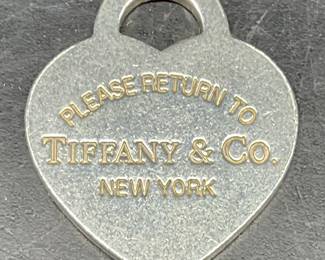 PLEASE RETURN TO
TIFFANY & CO.
NEW YORK